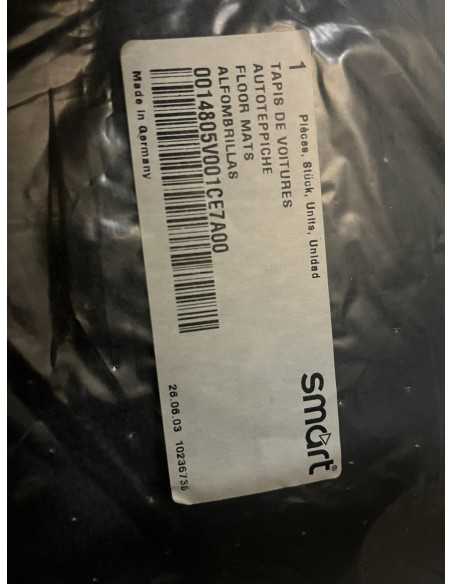 1 Pièces, Stück, Units, Unidad
TAPIS DE VOITURES
AUTOTEPPICHE
FLOOR MATS
ALFOMBRILLAS
0014805V001CE7A00
Made in Germany
26.06.03 10236736
smart®